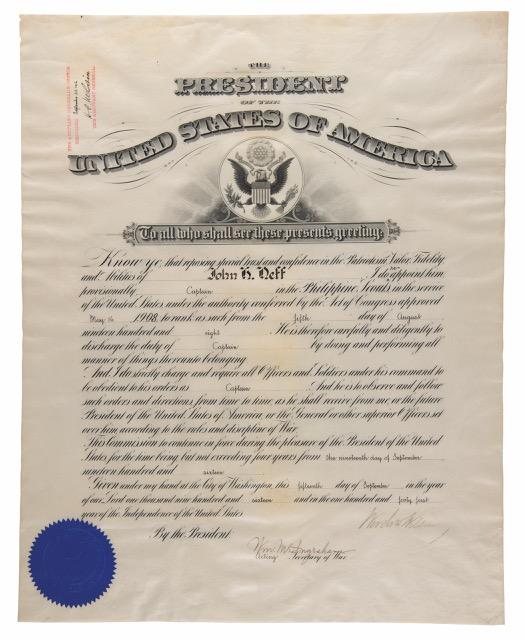 THE
PRESIDENT
OF THE
UNITED STATES OF AMERICA
To all who shall see these presents, greeting:
Know ye, that reposing special trust and confidence in the Patriotism, Valor, Fidelity
and Abilities of John H. Neff I do appoint him
provisionally Captain in the Philippine Scouts in the service
of the United States, under the authority conferred by the Act of Congress approved
May 16 1908, to rank as such from the fifth day of August
nineteen hundred and eight . He is therefore carefully and diligently to
discharge the duty of Captain by doing and performing all
manner of things thereunto belonging.
And I do strictly charge and require all Officers and Soldiers under his command to
be obedient to his orders as Captain . And he is to observe and follow
such orders and directions from time to time as he shall receive from me or the future
President of the United States of America, or the General or other superior Officers set
over him according to the rules and discipline of War.
This Commission to continue in force during the pleasure of the President of the United
States for the time being but not exceeding four years from the nineteenth day of September
nineteen hundred and sixteen
Given under my hand at the City of Washington, this fifteenth day of September in the year
of our Lord one thousand nine hundred and sixteen and in the one hundred and forty first
year of the Independence of the United States.
Woodrow Wilson
By the President:
Wm. M. Ingraham
Acting Secretary of War.